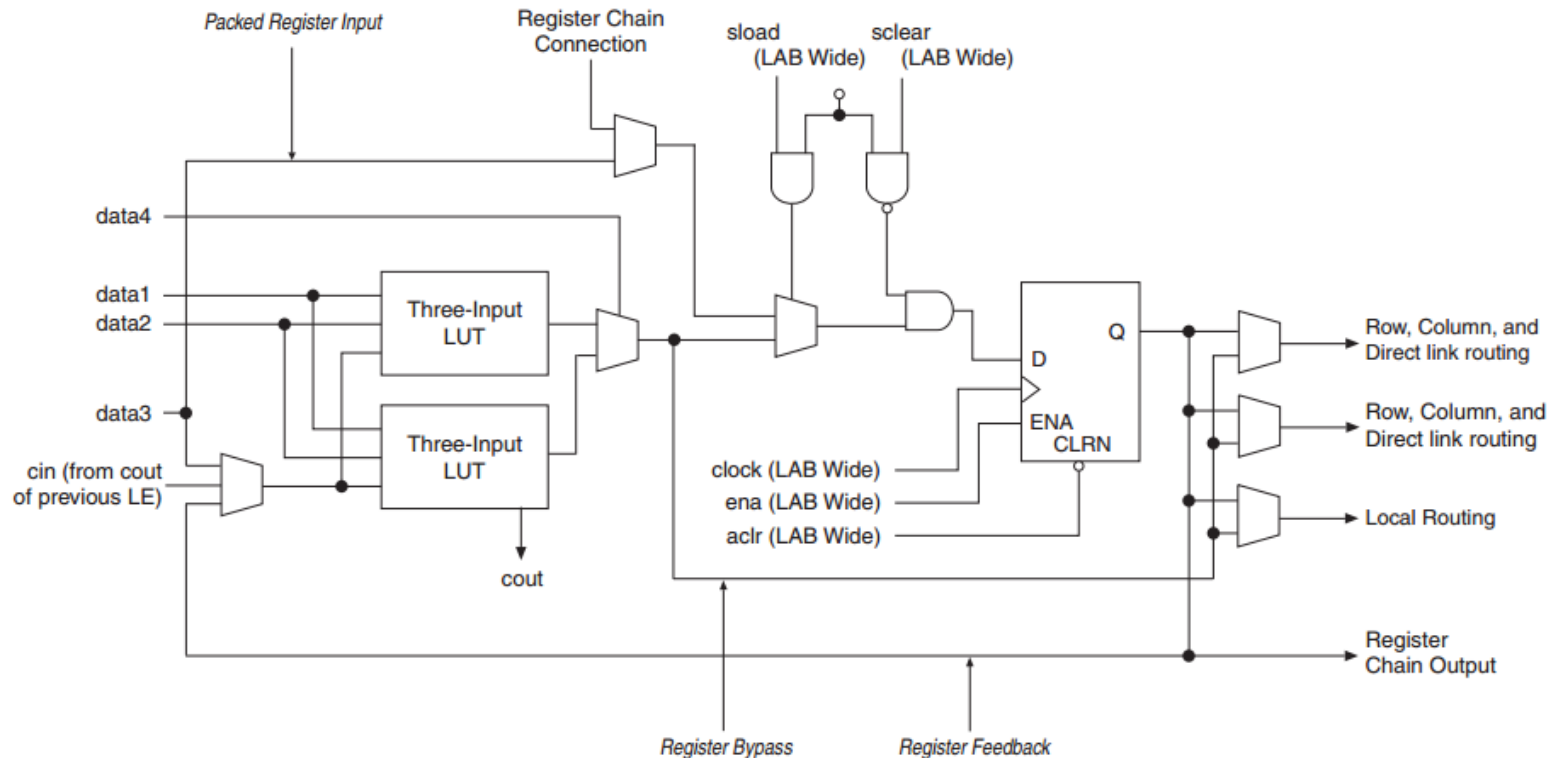 Packed Register Input
Register Chain
Connection
sload
(LAB Wide)
sclear
(LAB Wide)
data4
data1
data2
Three-Input
LUT
data3
Three-Input
LUT
cin (from cout
of previous LE)
cout
D
Q
ENA
CLRN
clock (LAB Wide)
ena (LAB Wide)
aclr (LAB Wide)
Row, Column, and
Direct link routing
Row, Column, and
Direct link routing
Local Routing
Register
Chain Output
Register Bypass
Register Feedback